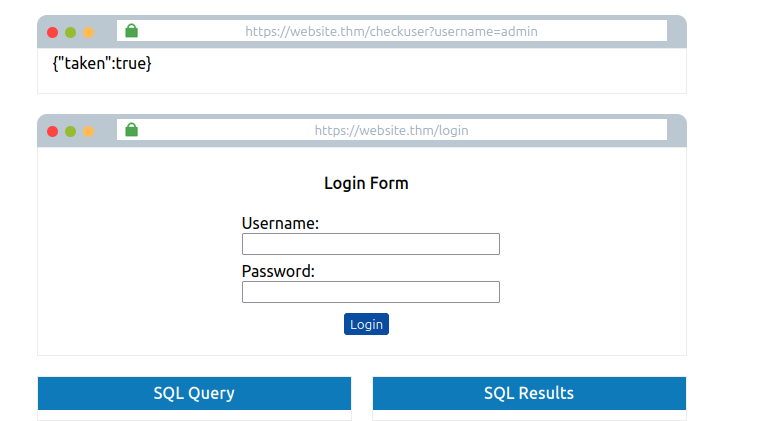 https://website.thm/checkuser?username=admin
{"taken":true}
https://website.thm/login
Login Form
Username:
Password:
Login
SQL Query
SQL Results